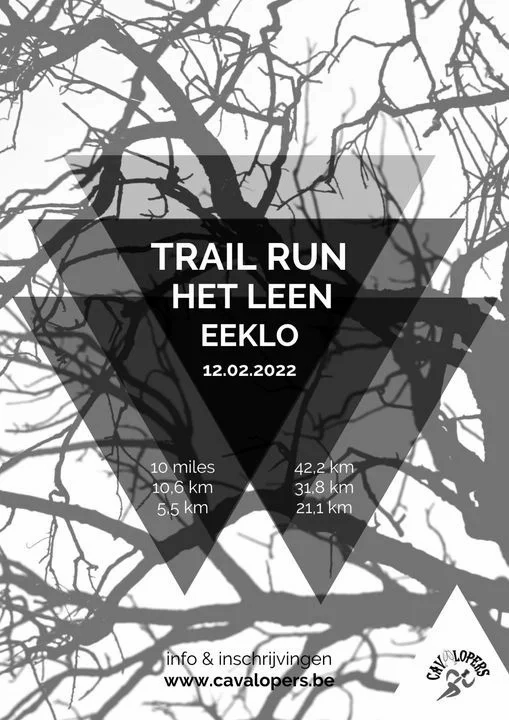 TRAIL RUN
HET LEEN
EEKLO
12.02.2022
10 miles
10,6 km
5,5 km
42,2 km
31,8 km
21,1 km
info & inschrijvingen
www.cavalopers.be
CAVALOPERS